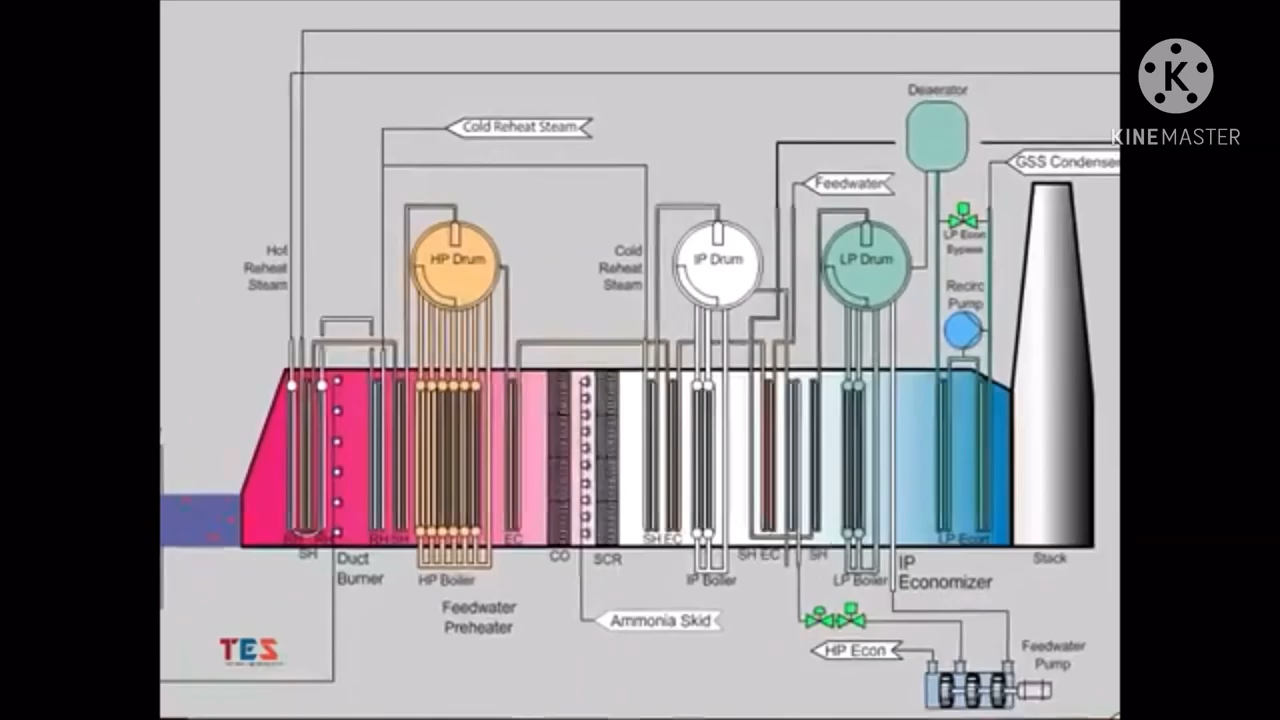 Deaerator
KINEMASTER
Cold Reheat Steam
GSS Condenser
Feedwater
LP Econ
Bypass
Hot
Reheat
Steam
HP Drum
Cold
Reheat
Steam
IP Drum
LP Drum
Recirc
Pump
RH
SH
Duct
Burner
RH SH
HP Boiler
EC
CO
SCR
SH EC
IP Boiler
SH EC
SH
LP Boiler
IP
Economizer
LP Econ
Stack
Feedwater
Preheater
Ammonia Skid
HP Econ
Feedwater
Pump
TES